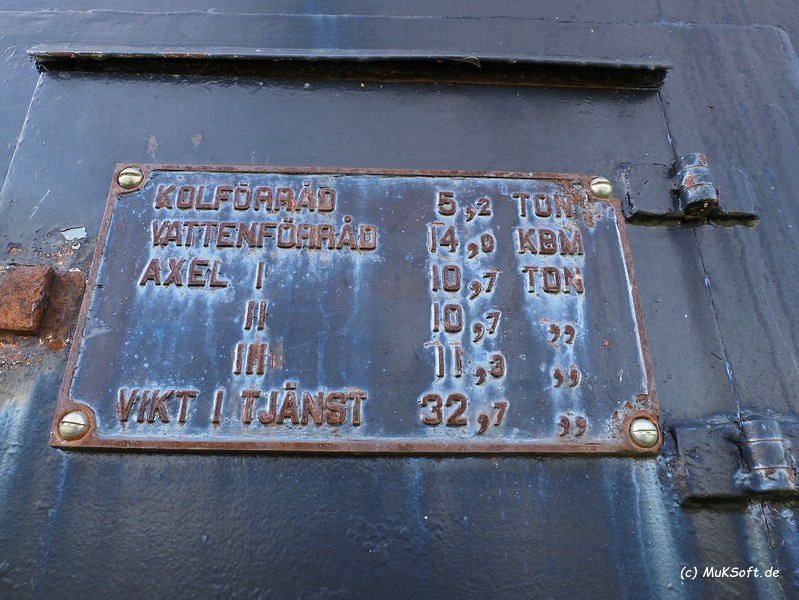 KOLFÖRRÅD 5,2 TON
VATTENFÖRRÅD 14,0 KBM
AXEL I 10,7 TON
II 10,7 ,,
III 11,3 ,,
VIKT I TJÄNST 32,7 ,,
(c) MuKSoft.de